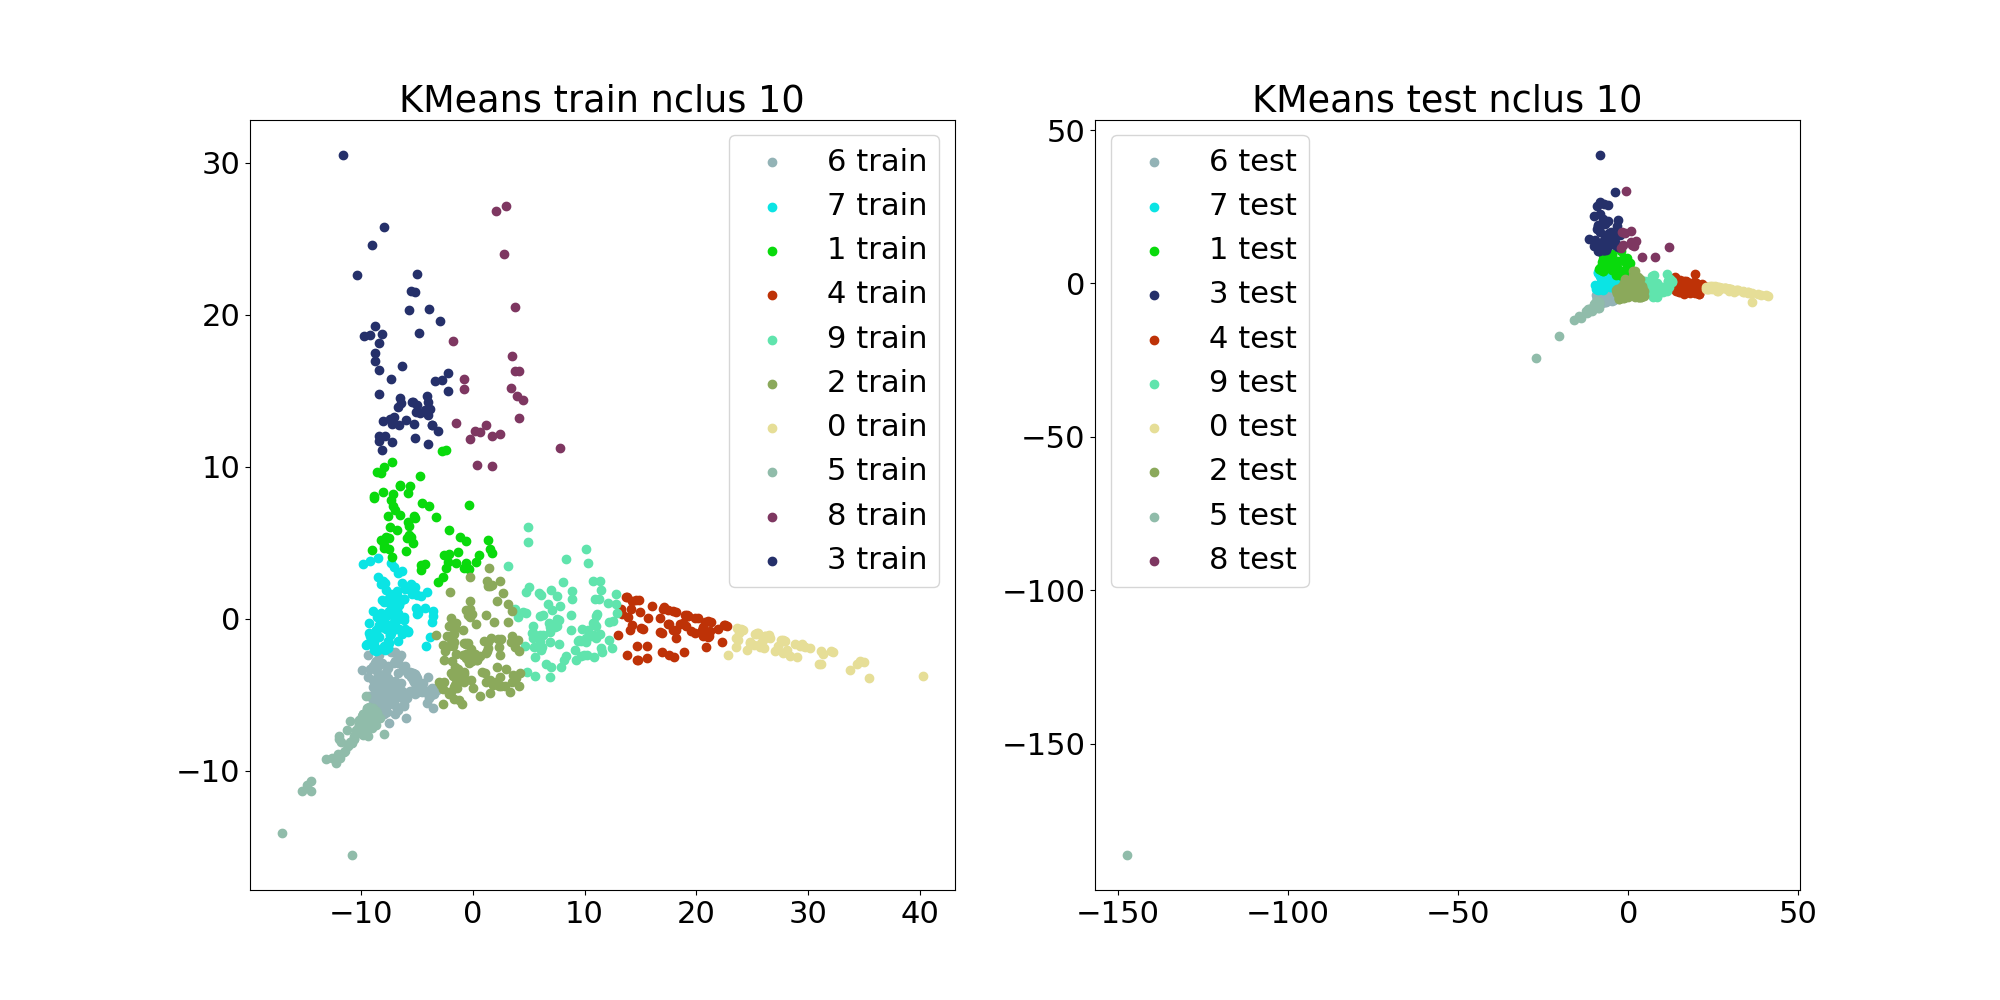 KMeans train nclus 10
30
20
10
0
−10
−10 0 10 20 30 40
6 train
7 train
1 train
4 train
9 train
2 train
0 train
5 train
8 train
3 train
KMeans test nclus 10
50
0
−50
−100
−150
−150 −100 −50 0 50
6 test
7 test
1 test
3 test
4 test
9 test
0 test
2 test
5 test
8 test